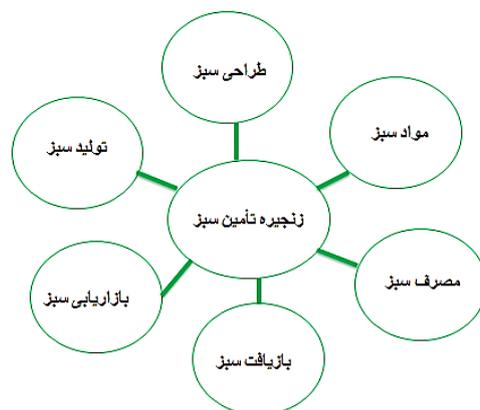 طراحی سبز
مواد سبز
تولید سبز
زنجیره تأمین سبز
مصرف سبز
بازاریابی سبز
بازیافت سبز